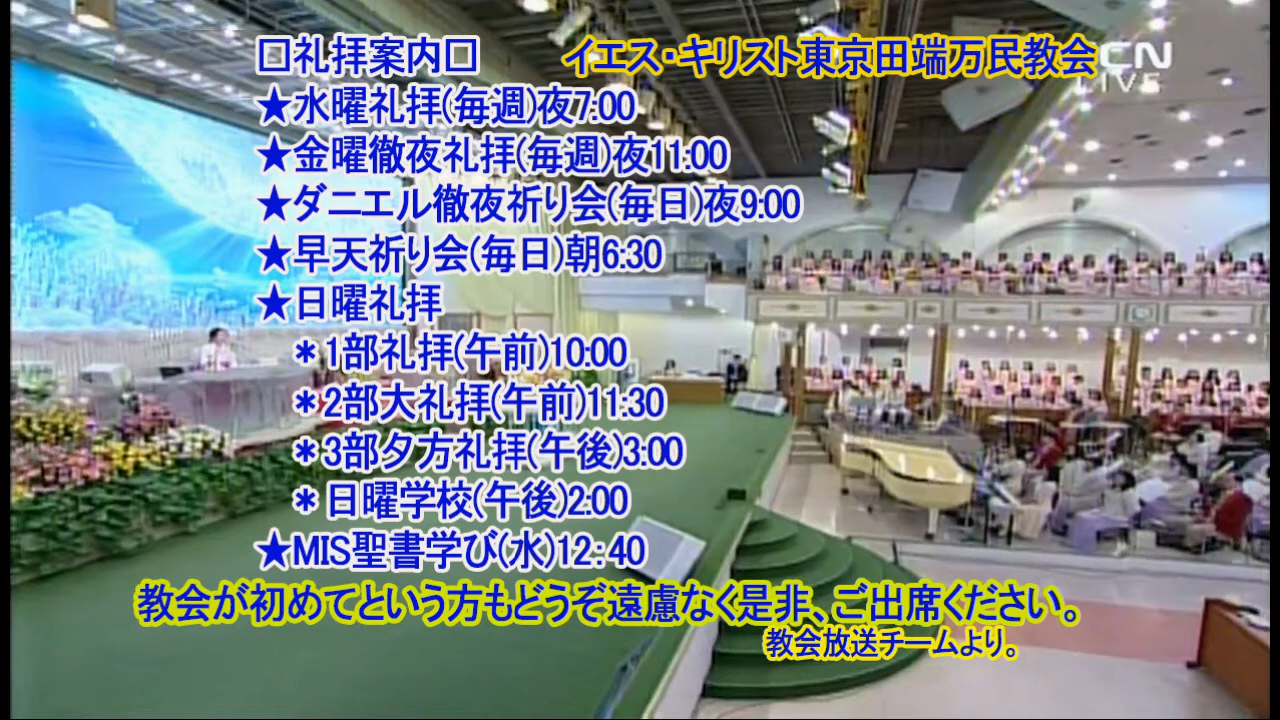 □礼拝案内□ イエス・キリスト東京田端万民教会
CN
LIVE
★水曜礼拝(毎週)夜7:00
★金曜徹夜礼拝(毎週)夜11:00
★ダニエル徹夜祈り会(毎日)夜9:00
★早天祈り会(毎日)朝6:30
★日曜礼拝
*1部礼拝(午前)10:00
*2部大礼拝(午前)11:30
*3部夕方礼拝(午後)3:00
*日曜学校(午後)2:00
★MIS聖書学び(水)12:40
教会が初めてという方もどうぞ遠慮なく是非、ご出席ください。
教会放送チームより。